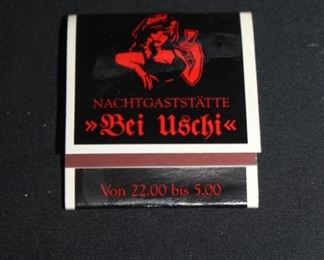 NACHTGASTSTÄTTE
»Bei Uschi«
Von 22.00 bis 5.00